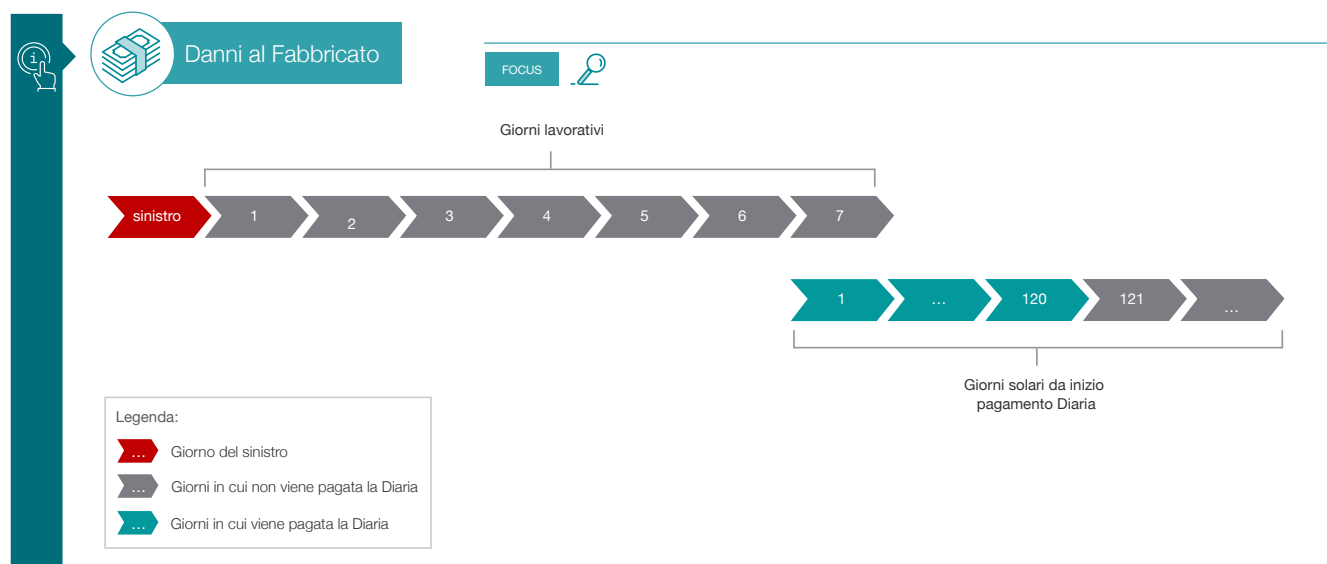 Danni al Fabbricato
FOCUS
Giorni lavorativi
sinistro 1 2 3 4 5 6 7
1 ... 120 121 ...
Giorni solari da inizio
pagamento Diaria
Legenda:
... Giorno del sinistro
... Giorni in cui non viene pagata la Diaria
... Giorni in cui viene pagata la Diaria